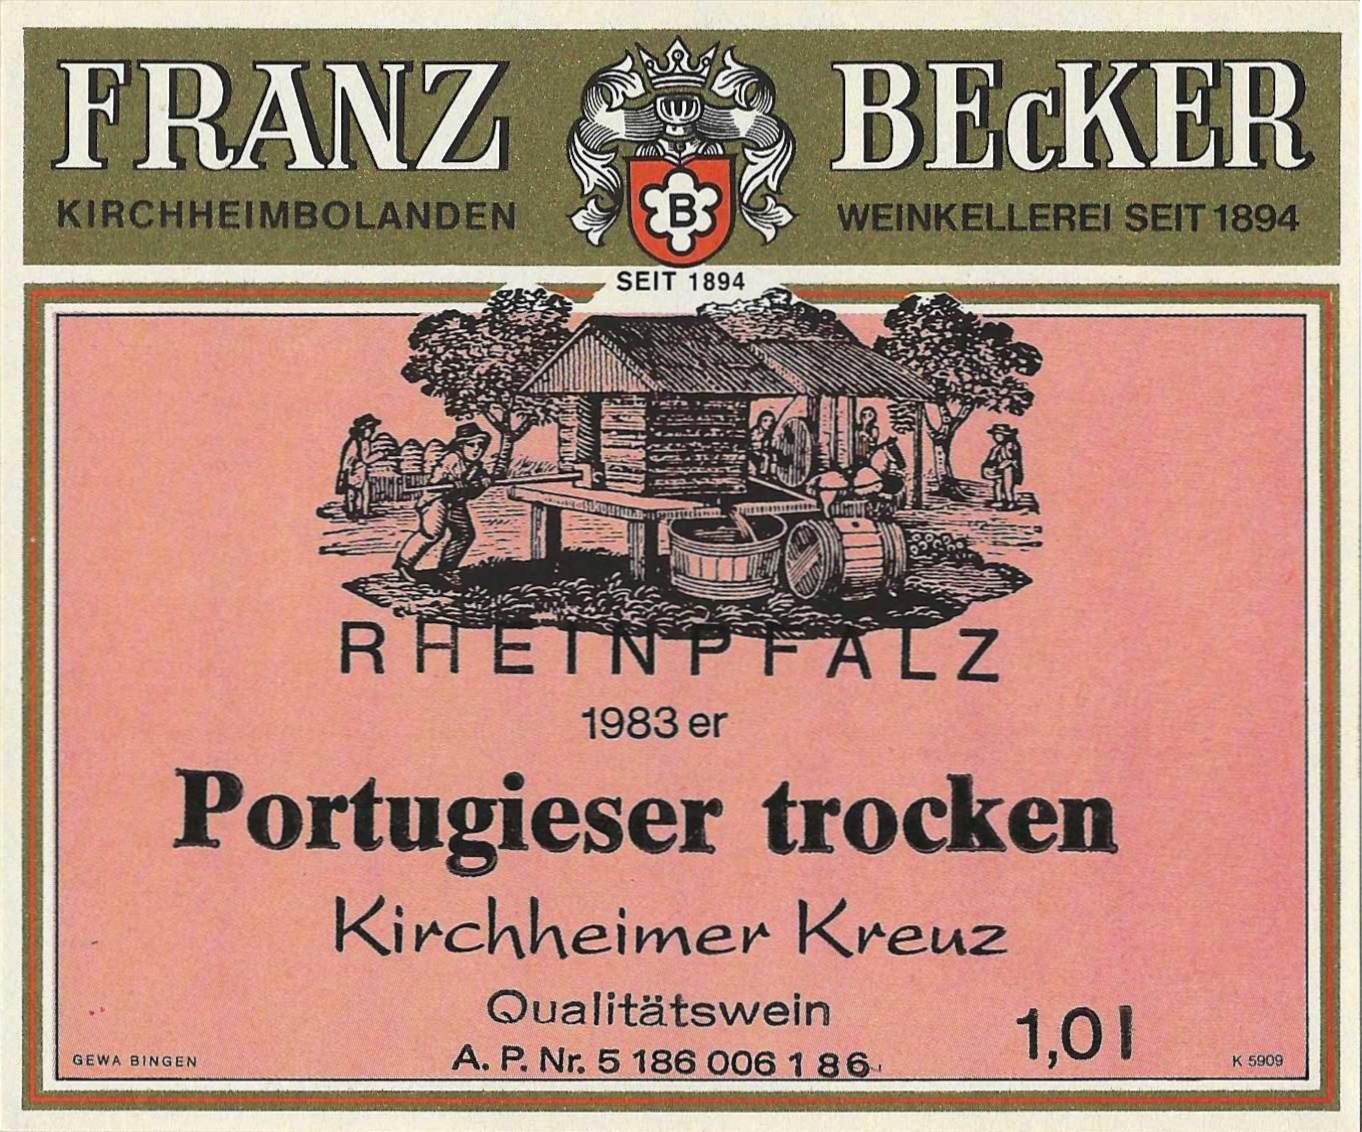 FRANZ BEcKER
KIRCHHEIMBOLANDEN
B
WEINKELLEREI SEIT 1894
SEIT 1894
RHEINPFALZ
1983 er
Portugieser trocken
Kirchheimer Kreuz
Qualitätswein
1,0 l
A. P. Nr. 5 186 006 1 86
GEWA BINGEN
K 5909